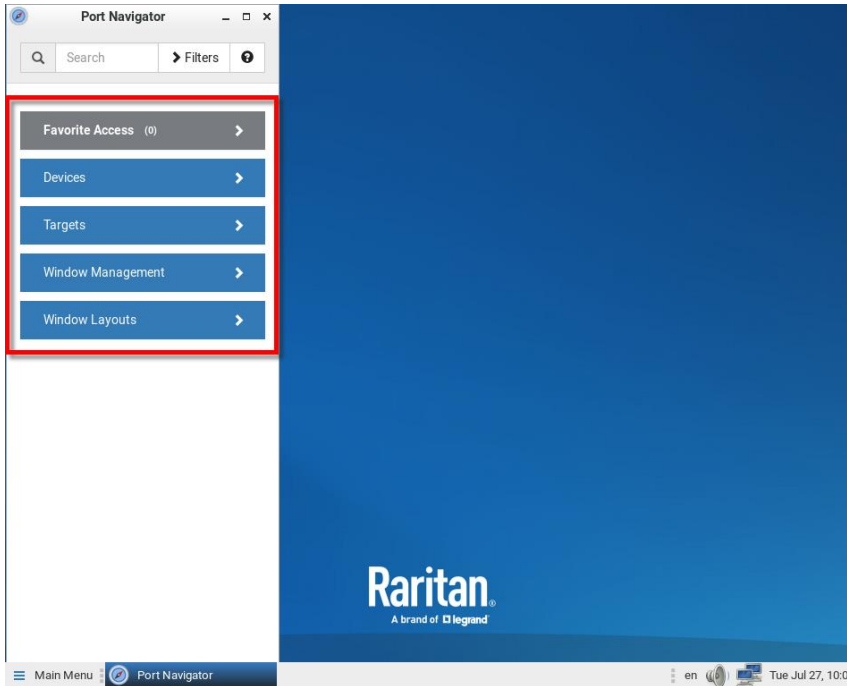 Port Navigator
Search
Filters
Favorite Access (0)
Devices
Targets
Window Management
Window Layouts
Raritan®
A brand of legrand
Main Menu Port Navigator en Tue Jul 27, 10:0